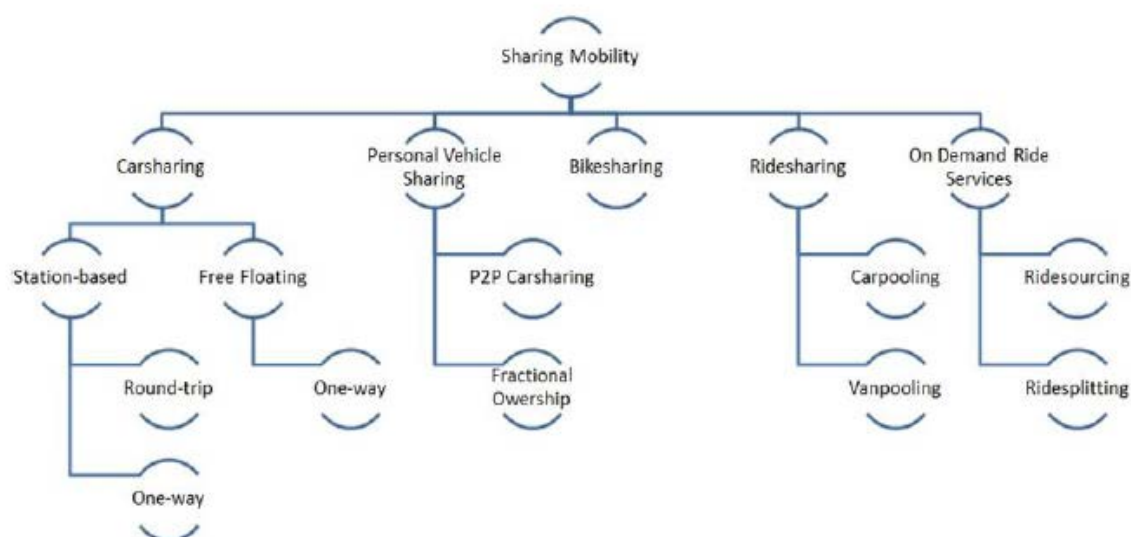 Sharing Mobility
Carsharing
Personal Vehicle
Sharing
Bikesharing
Ridesharing
On Demand Ride
Services
Station-based
Free Floating
P2P Carsharing
Carpooling
Ridesourcing
Round-trip
One-way
Fractional
Owership
Vanpooling
Ridesplitting
One-way